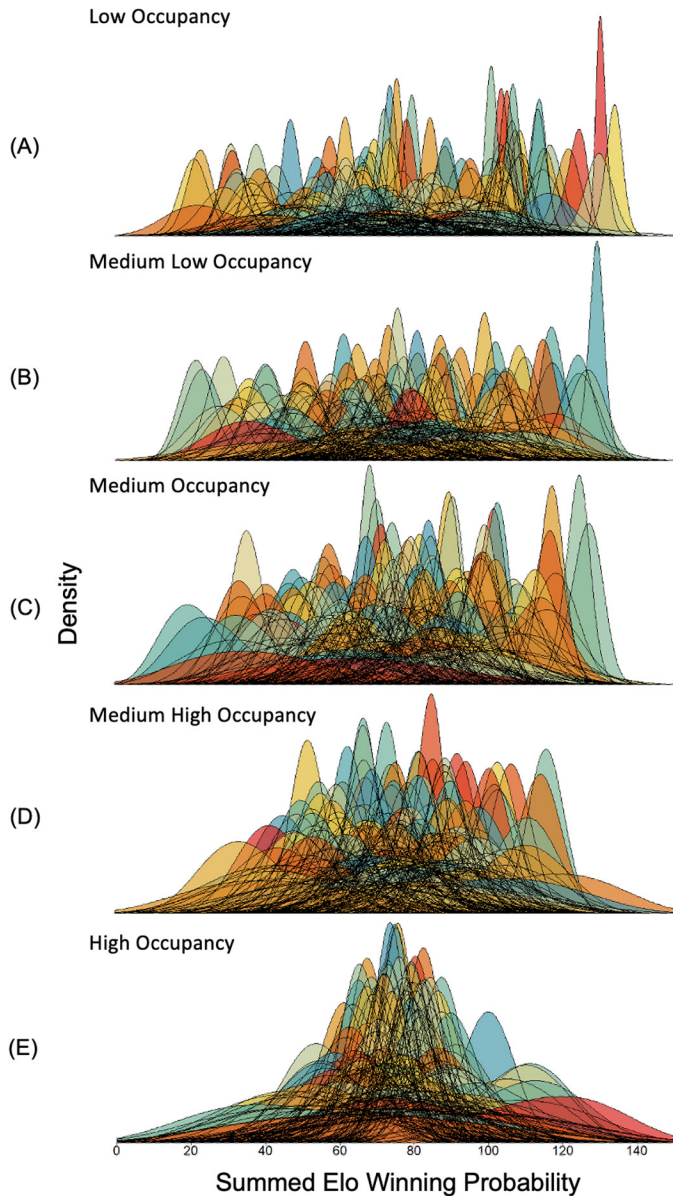 Low Occupancy
(A)
Medium Low Occupancy
(B)
Medium Occupancy
(C)
Density
Medium High Occupancy
(D)
High Occupancy
(E)
0 20 40 60 80 100 120 140
Summed Elo Winning Probability